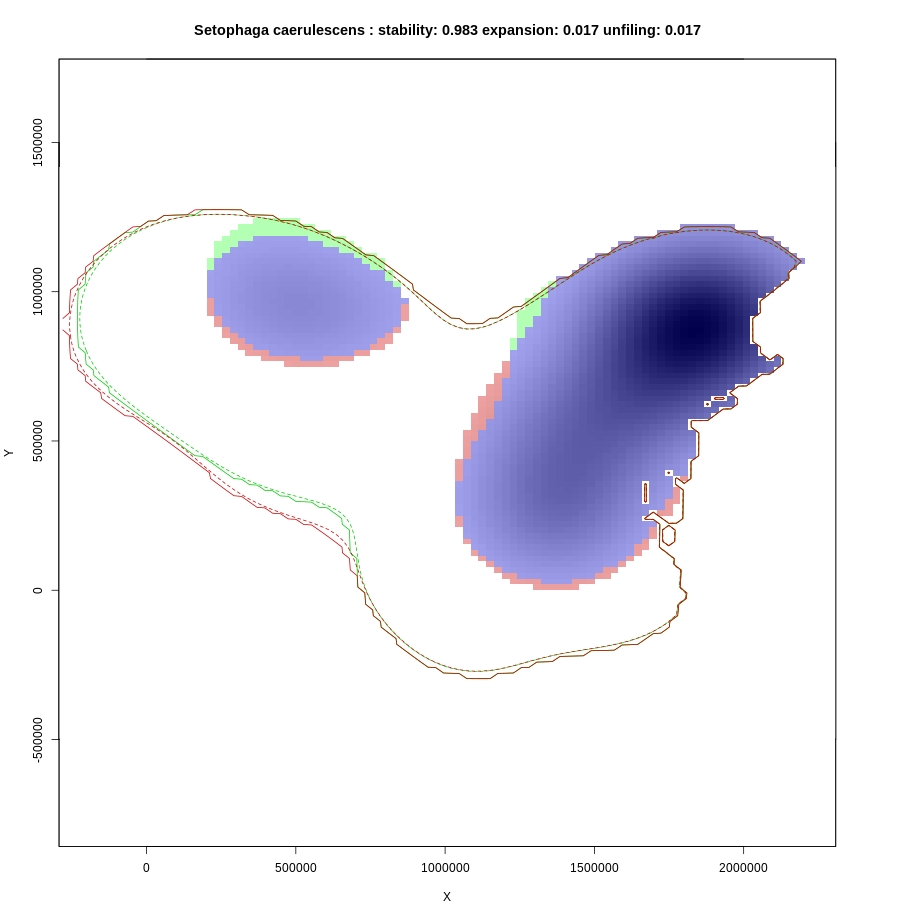 Setophaga caerulescens : stability: 0.983 expansion: 0.017 unfiling: 0.017
1500000
1000000
500000
0
-500000
Y
0 500000 1000000 1500000 2000000
X